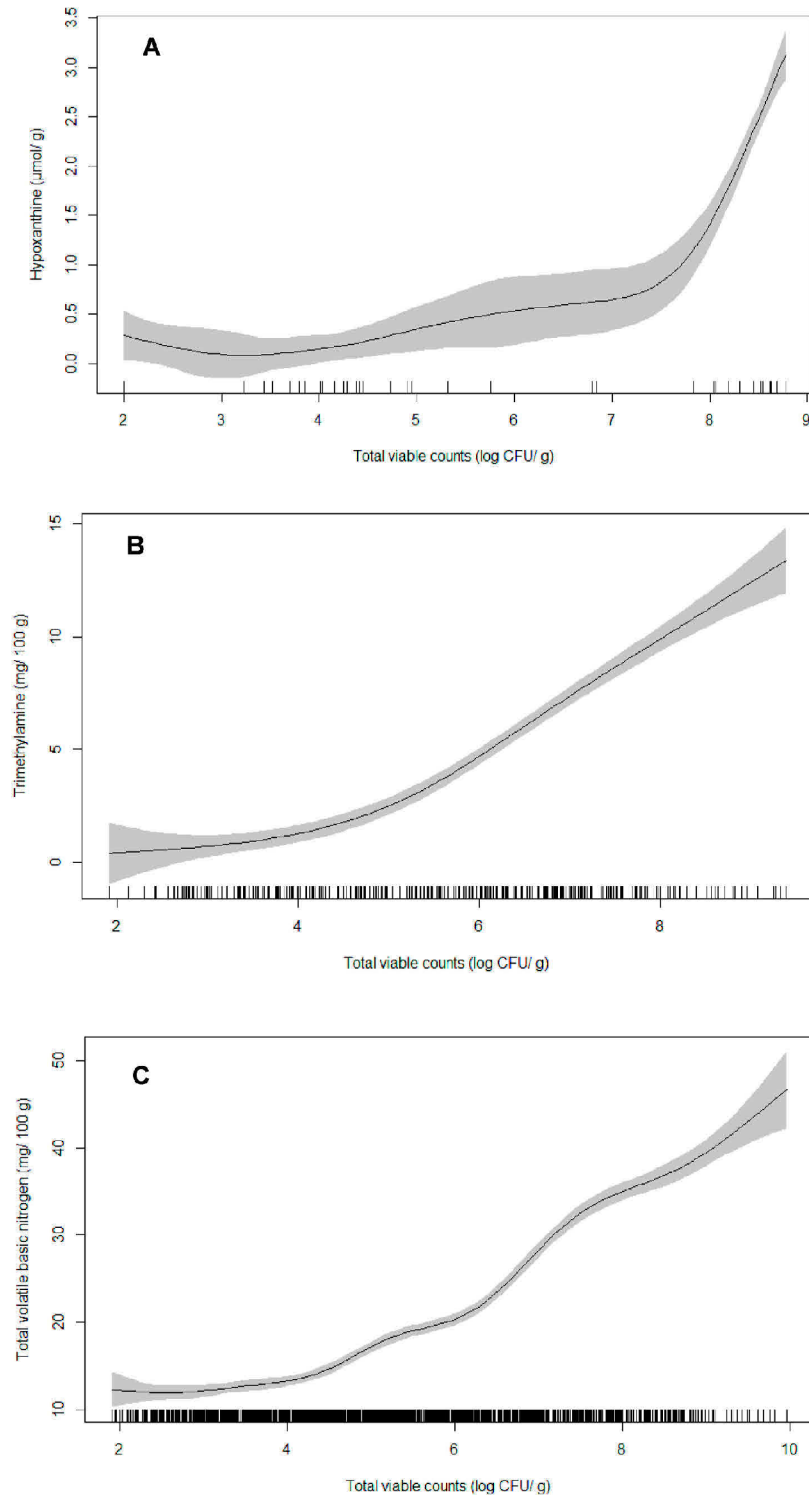 A
Hypoxanthine (μmol/ g)
3.5
3.0
2.5
2.0
1.5
1.0
0.5
0.0
2 3 4 5 6 7 8 9
Total viable counts (log CFU/ g)
B
Trimethylamine (mg/ 100 g)
15
10
5
0
2 4 6 8
Total viable counts (log CFU/ g)
C
Total volatile basic nitrogen (mg/ 100 g)
50
40
30
20
10
2 4 6 8 10
Total viable counts (log CFU/ g)